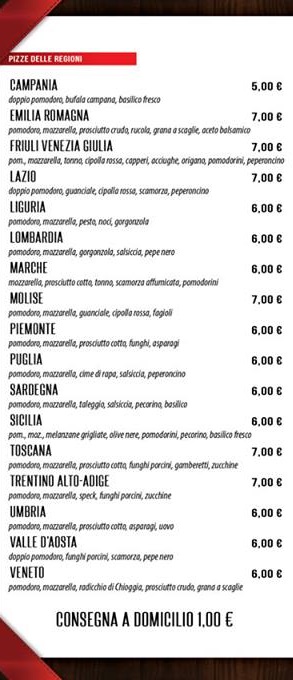 PIZZE DELLE REGIONI
CAMPANIA 5,00 €
doppio pomodoro, bufala campana, basilico fresco
EMILIA ROMAGNA 7,00 €
pomodoro, mozzarella, prosciutto crudo, rucola, grana a scaglie, aceto balsamico
FRIULI VENEZIA GIULIA 7,00 €
pom., mozzarella, tonno, cipolla rossa, capperi, acciughe, origano, pomodorini, peperoncino
LAZIO 7,00 €
doppio pomodoro, guanciale, cipolla rossa, scamorza, peperoncino
LIGURIA 6,00 €
pomodoro, mozzarella, pesto, noci, gorgonzola
LOMBARDIA 6,00 €
pomodoro, mozzarella, gorgonzola, salsiccia, pepe nero
MARCHE 6,00 €
mozzarella, prosciutto cotto, tonno, scamorza affumicata, pomodorini
MOLISE 7,00 €
pomodoro, mozzarella, guanciale, cipolla rossa, fagioli
PIEMONTE 6,00 €
pomodoro, mozzarella, prosciutto cotto, funghi, asparagi
PUGLIA 6,00 €
pomodoro, mozzarella, cime di rapa, salsiccia, peperoncino
SARDEGNA 6,00 €
pomodoro, mozzarella, taleggio, salsiccia, pecorino, basilico
SICILIA 6,00 €
pom., moz., melanzane grigliate, olive nere, pomodorini, pecorino, basilico fresco
TOSCANA 7,00 €
pomodoro, mozzarella, prosciutto cotto, funghi porcini, gamberetti, zucchine
TRENTINO ALTO-ADIGE 7,00 €
pomodoro, mozzarella, speck, funghi porcini, zucchine
UMBRIA 6,00 €
pomodoro, mozzarella, prosciutto cotto, asparagi, uovo
VALLE D'AOSTA 6,00 €
doppio pomodoro, funghi porcini, scamorza, pepe nero
VENETO 6,00 €
pomodoro, mozzarella, radicchio di Chioggia, prosciutto crudo, grana a scaglie
CONSEGNA A DOMICILIO 1,00 €